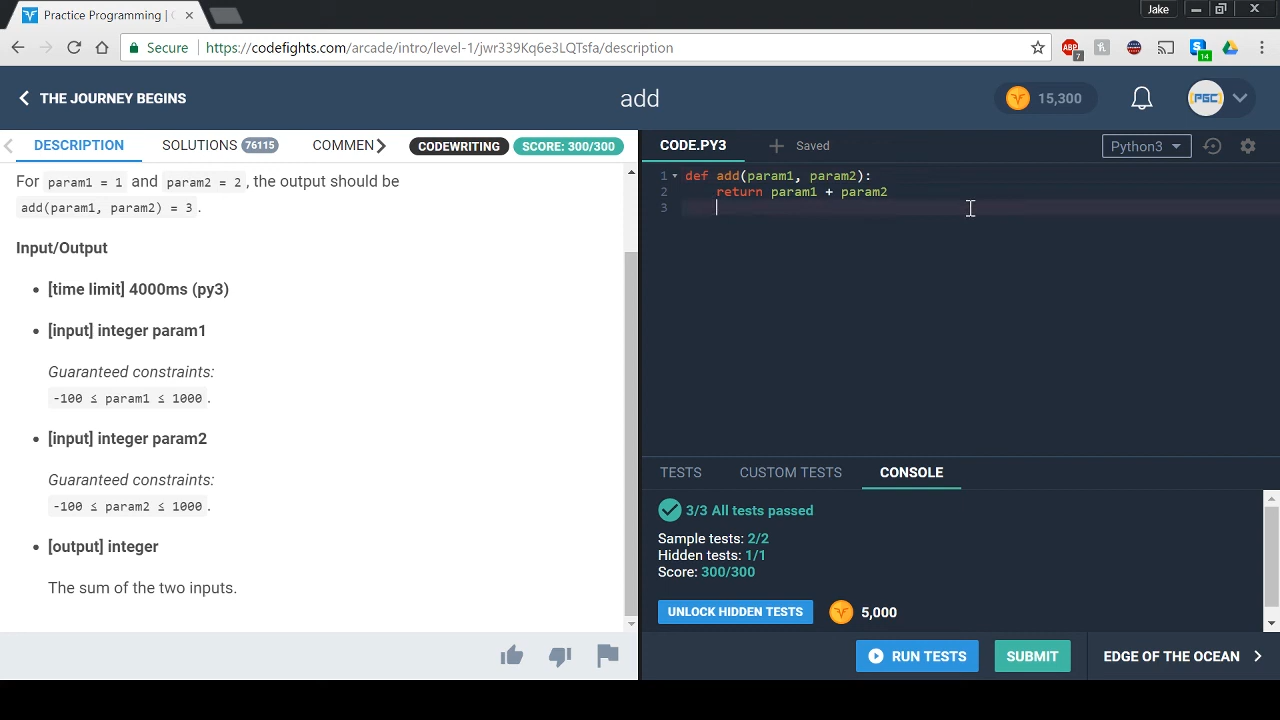 Practice Programming |
Jake
Secure
https://codefights.com/arcade/intro/level-1/jwr339Kq6e3LQTsfa/description
ABP
7
14
THE JOURNEY BEGINS
add
15,300
PGC
DESCRIPTION
SOLUTIONS 76115
COMMEN
CODEWRITING
SCORE: 300/300
CODE.PY3
Saved
Python3
For param1 = 1 and param2 = 2 , the output should be
add(param1, param2) = 3 .
Input/Output
• [time limit] 4000ms (py3)
• [input] integer param1
Guaranteed constraints:
-100 ≤ param1 ≤ 1000 .
• [input] integer param2
Guaranteed constraints:
-100 ≤ param2 ≤ 1000 .
• [output] integer
The sum of the two inputs.
1 def add(param1, param2):
2 return param1 + param2
3
TESTS
CUSTOM TESTS
CONSOLE
3/3 All tests passed
Sample tests: 2/2
Hidden tests: 1/1
Score: 300/300
UNLOCK HIDDEN TESTS
5,000
RUN TESTS
SUBMIT
EDGE OF THE OCEAN